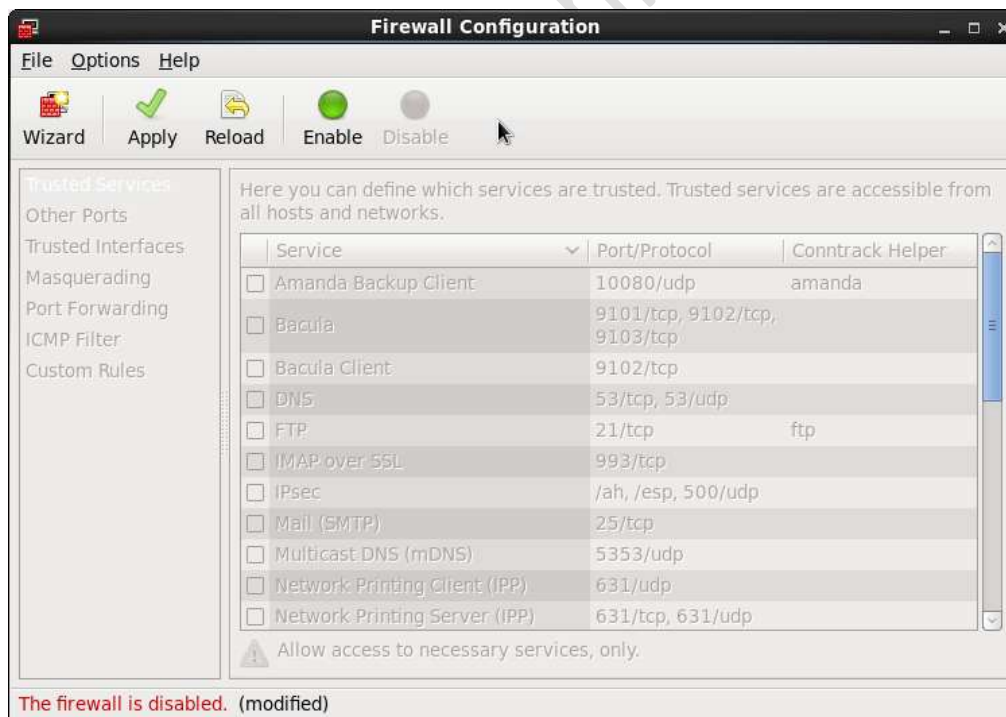 Firewall Configuration
File Options Help
Wizard Apply Reload Enable Disable
Trusted Services
Other Ports
Trusted Interfaces
Masquerading
Port Forwarding
ICMP Filter
Custom Rules
Here you can define which services are trusted. Trusted services are accessible from
all hosts and networks.
Service Port/Protocol Conntrack Helper
Amanda Backup Client 10080/udp amanda
Bacula 9101/tcp, 9102/tcp,
9103/tcp
Bacula Client 9102/tcp
DNS 53/tcp, 53/udp
FTP 21/tcp ftp
IMAP over SSL 993/tcp
IPsec /ah, /esp, 500/udp
Mail (SMTP) 25/tcp
Multicast DNS (mDNS) 5353/udp
Network Printing Client (IPP) 631/udp
Network Printing Server (IPP) 631/tcp, 631/udp
Allow access to necessary services, only.
The firewall is disabled. (modified)